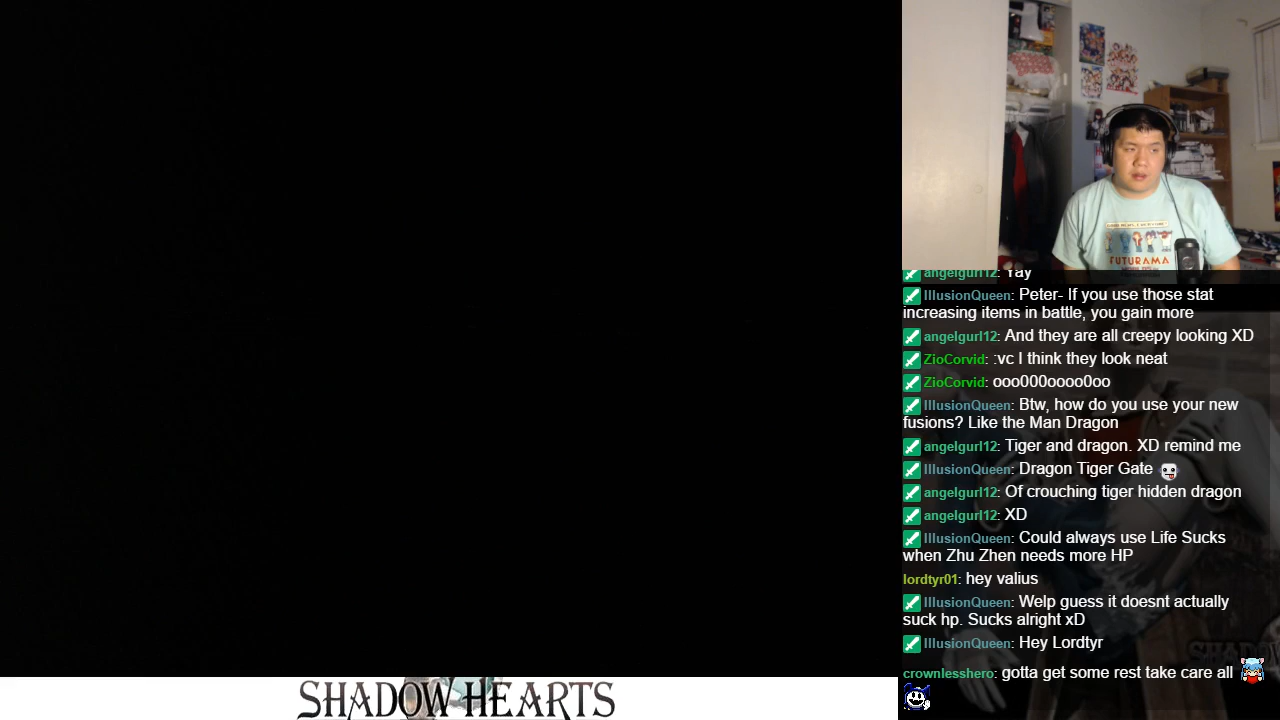 FUTURAMA
angelgurl12: Yay
IllusionQueen: Peter- If you use those stat
increasing items in battle, you gain more
angelgurl12: And they are all creepy looking XD
ZioCorvid: :vc I think they look neat
ZioCorvid: ooo000oooo0oo
IllusionQueen: Btw, how do you use your new
fusions? Like the Man Dragon
angelgurl12: Tiger and dragon. XD remind me
IllusionQueen: Dragon Tiger Gate
angelgurl12: Of crouching tiger hidden dragon
angelgurl12: XD
IllusionQueen: Could always use Life Sucks
when Zhu Zhen needs more HP
lordtyr01: hey valius
IllusionQueen: Welp guess it doesnt actually
suck hp. Sucks alright xD
IllusionQueen: Hey Lordtyr
crownlesshero: gotta get some rest take care all
SHADOW HEARTS